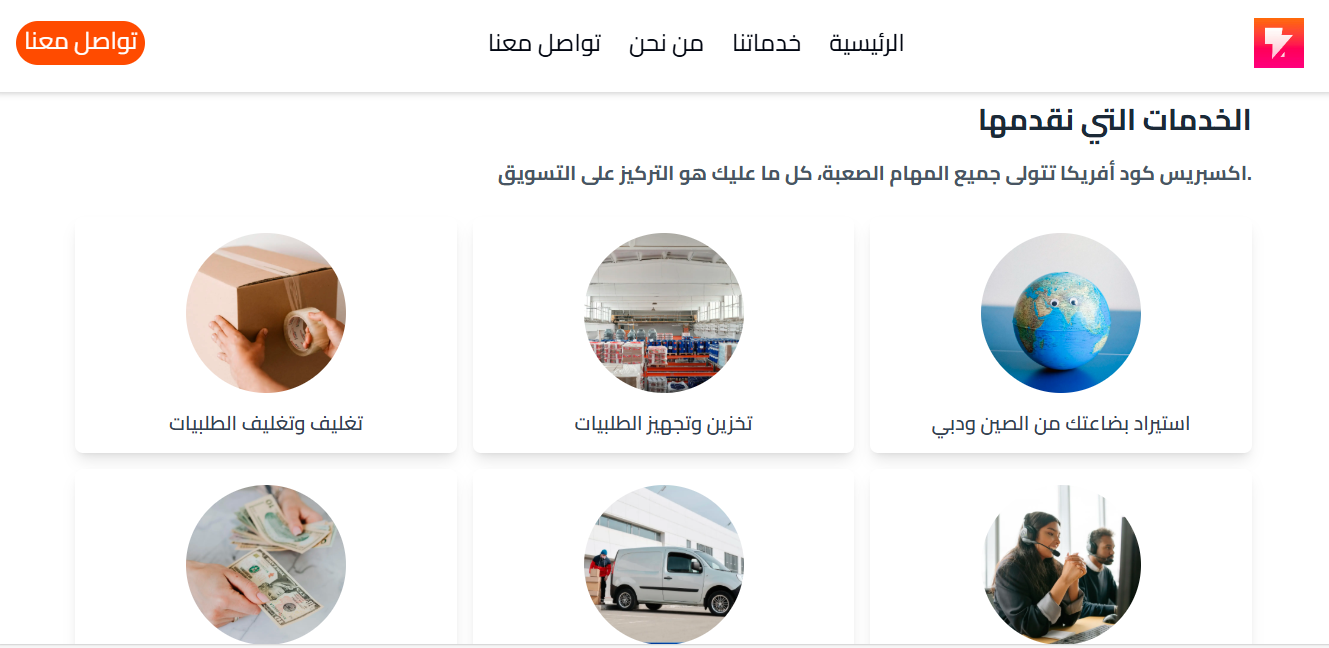 الرئيسية
خدماتنا
من نحن
تواصل معنا
تواصل معنا
الخدمات التي نقدمها
اكسبريس كود أفريكا تتولى جميع المهام الصعبة، كل ما عليك هو التركيز على التسويق.
استيراد بضاعتك من الصين ودبي
تخزين وتجهيز الطلبيات
تغليف وتغليف الطلبيات